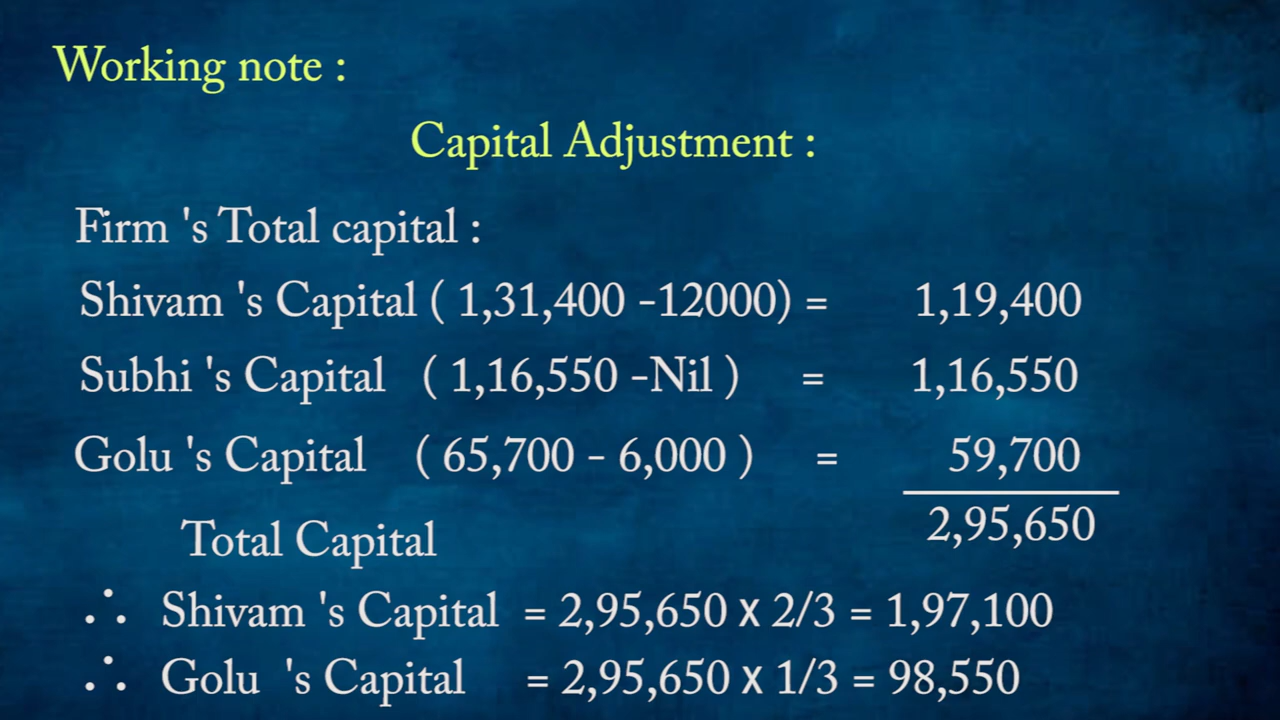 Working note :
Capital Adjustment :
Firm 's Total capital :
Shivam 's Capital ( 1,31,400 -12000) = 1,19,400
Subhi 's Capital ( 1,16,550 -Nil ) = 1,16,550
Golu 's Capital ( 65,700 - 6,000 ) = 59,700
Total Capital 2,95,650
∴ Shivam 's Capital = 2,95,650 x 2/3 = 1,97,100
∴ Golu 's Capital = 2,95,650 x 1/3 = 98,550